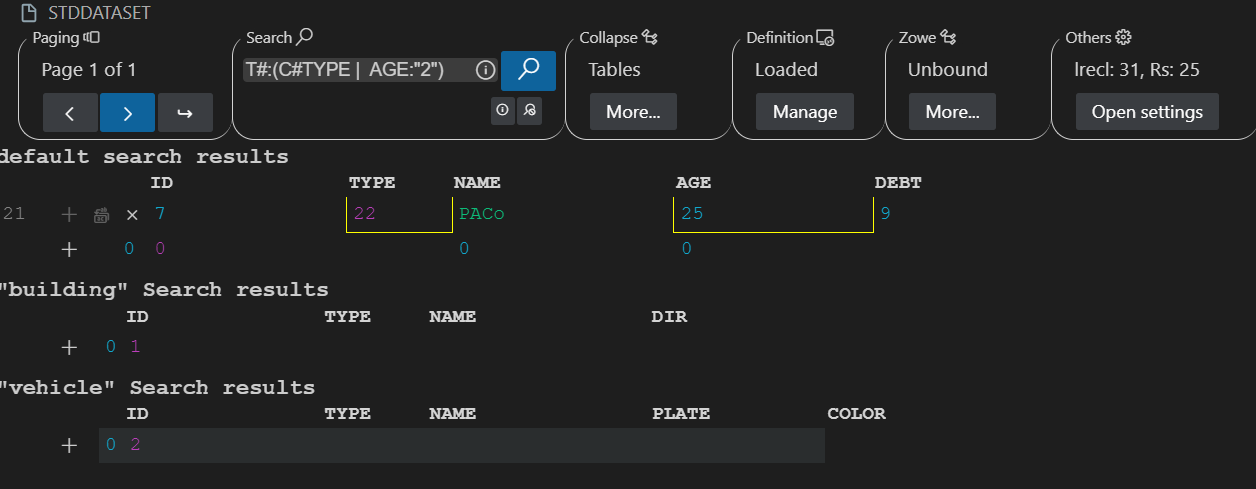 STDDATASET
Paging Search Collapse Definition Zowe Others
Page 1 of 1 T#:(C#TYPE | AGE:"2") Tables Loaded Unbound lrecl: 31, Rs: 25
< > ↪ More... Manage More... Open settings
default search results
ID TYPE NAME AGE DEBT
21 + × 7 22 PACo 25 9
+ 0 0 0 0
"building" Search results
ID TYPE NAME DIR
+ 0 1
"vehicle" Search results
ID TYPE NAME PLATE COLOR
+ 0 2